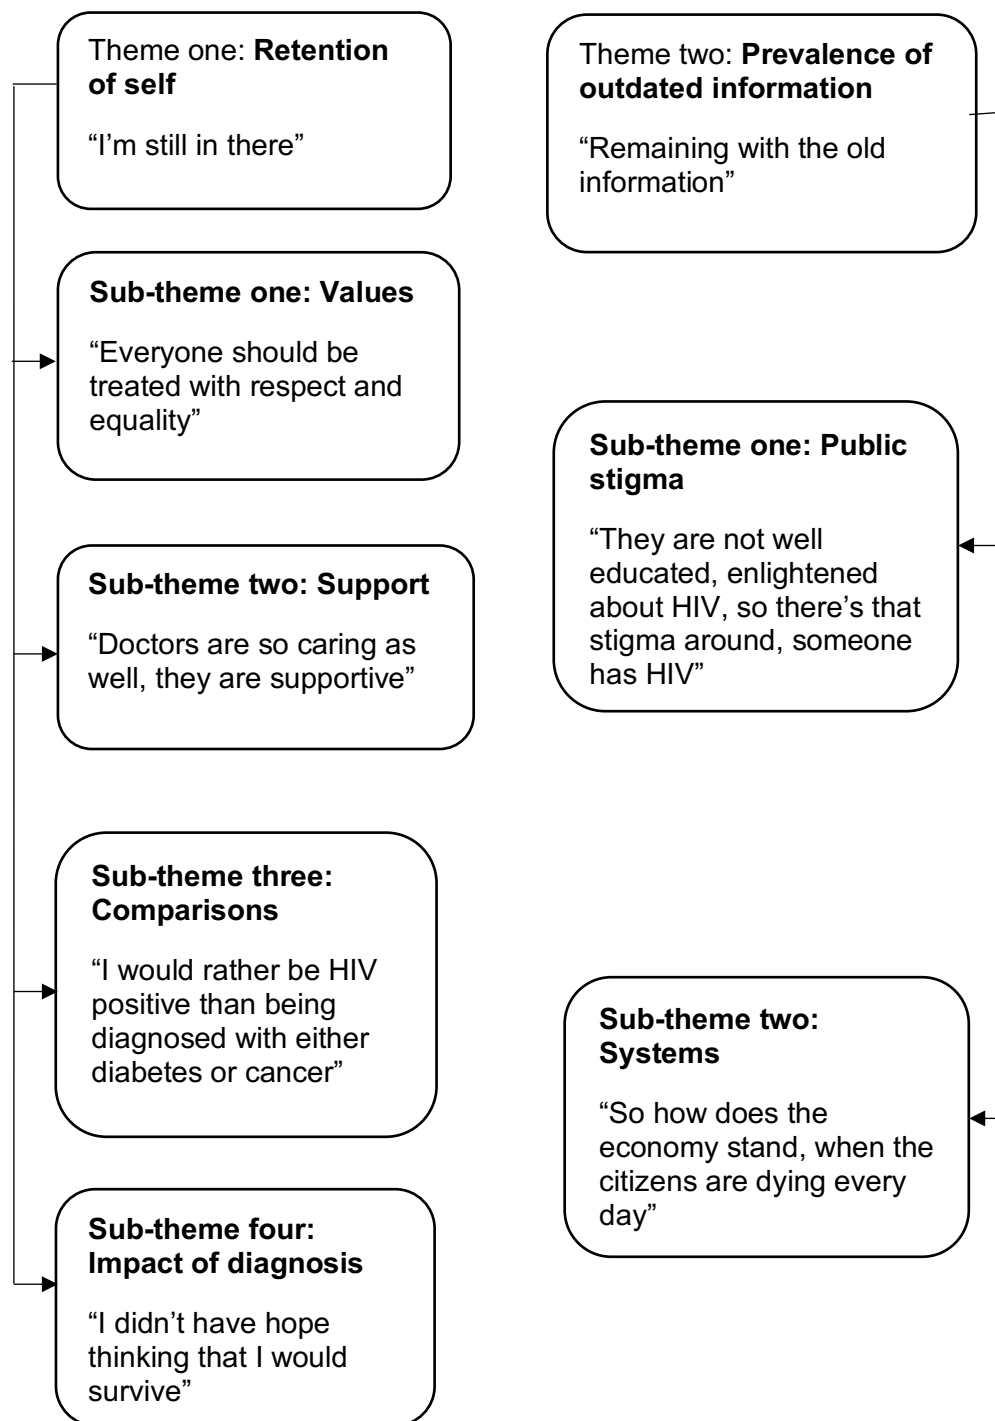 Theme one: Retention
of self
“I’m still in there”
Sub-theme one: Values
“Everyone should be
treated with respect and
equality”
Sub-theme two: Support
“Doctors are so caring as
well, they are supportive”
Sub-theme three:
Comparisons
“I would rather be HIV
positive than being
diagnosed with either
diabetes or cancer”
Sub-theme four:
Impact of diagnosis
“I didn’t have hope
thinking that I would
survive”
Theme two: Prevalence of
outdated information
“Remaining with the old
information”
Sub-theme one: Public
stigma
“They are not well
educated, enlightened
about HIV, so there’s that
stigma around, someone
has HIV”
Sub-theme two:
Systems
“So how does the
economy stand, when the
citizens are dying every
day”